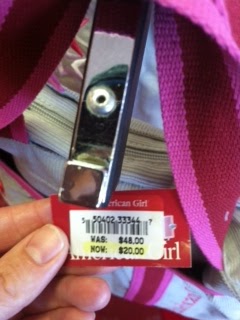 American Girl
5 50402 33344 7
WAS: $48.00
NOW: $20.00
American Girl